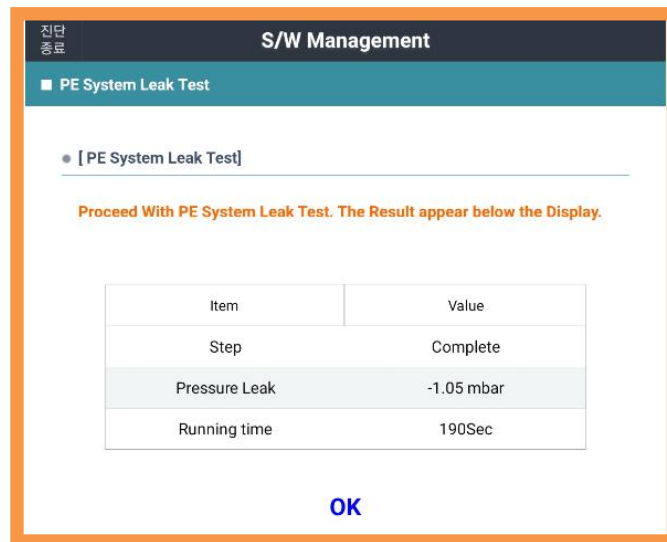 진단
종료
S/W Management
PE System Leak Test
[ PE System Leak Test]
Proceed With PE System Leak Test. The Result appear below the Display.
Item Value
Step Complete
Pressure Leak -1.05 mbar
Running time 190Sec
OK